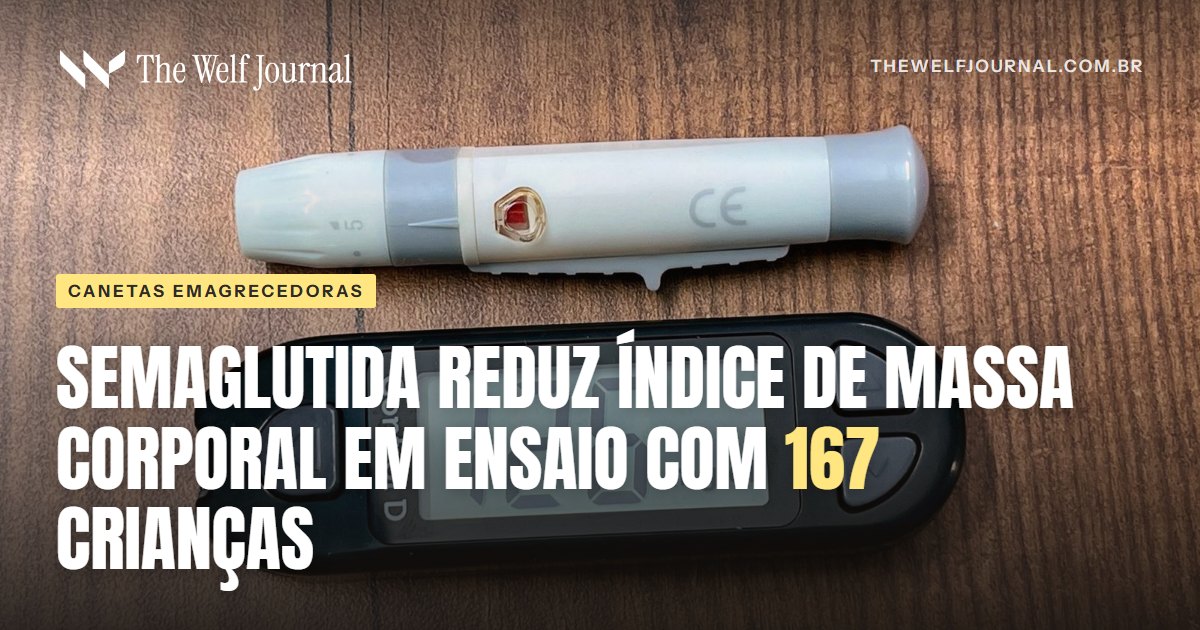 The Welf Journal
THEWELFJOURNAL.COM.BR
5
CE
CANETAS EMAGRECEDORAS
SEMAGLUTIDA REDUZ ÍNDICE DE MASSA
CORPORAL EM ENSAIO COM 167
CRIANÇAS